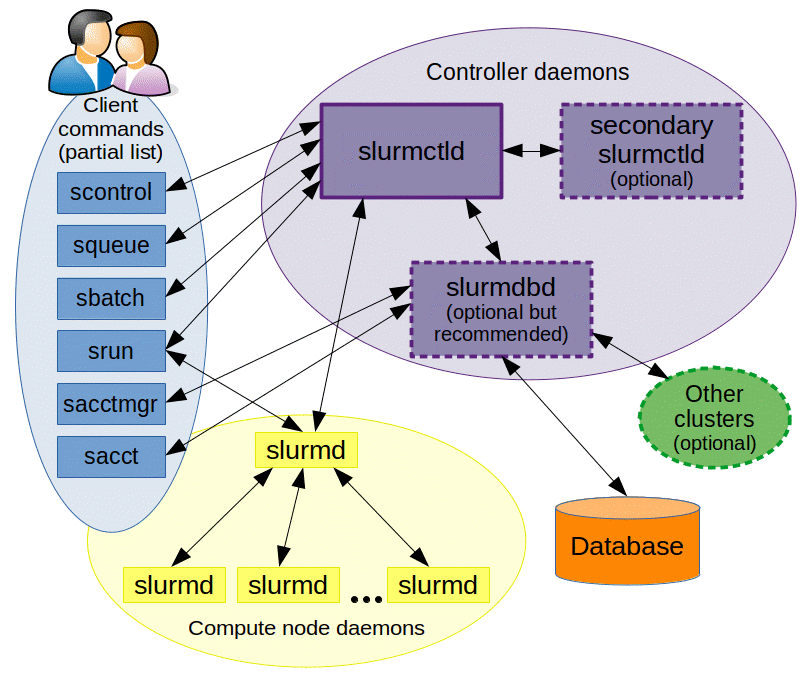 Client
commands
(partial list)
scontrol
squeue
sbatch
srun
sacctmgr
sacct
Controller daemons
slurmctld
secondary
slurmctld
(optional)
slurmdbd
(optional but
recommended)
Other
clusters
(optional)
Database
slurmd
slurmd
slurmd
...
slurmd
Compute node daemons